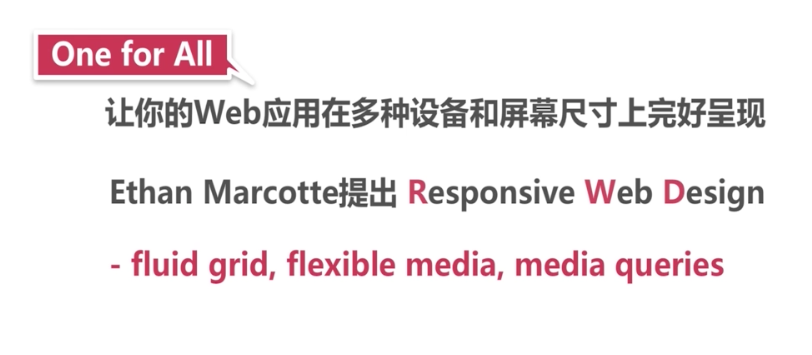 One for All
让你的Web应用在多种设备和屏幕尺寸上完好呈现
Ethan Marcotte提出 Responsive Web Design
- fluid grid, flexible media, media queries